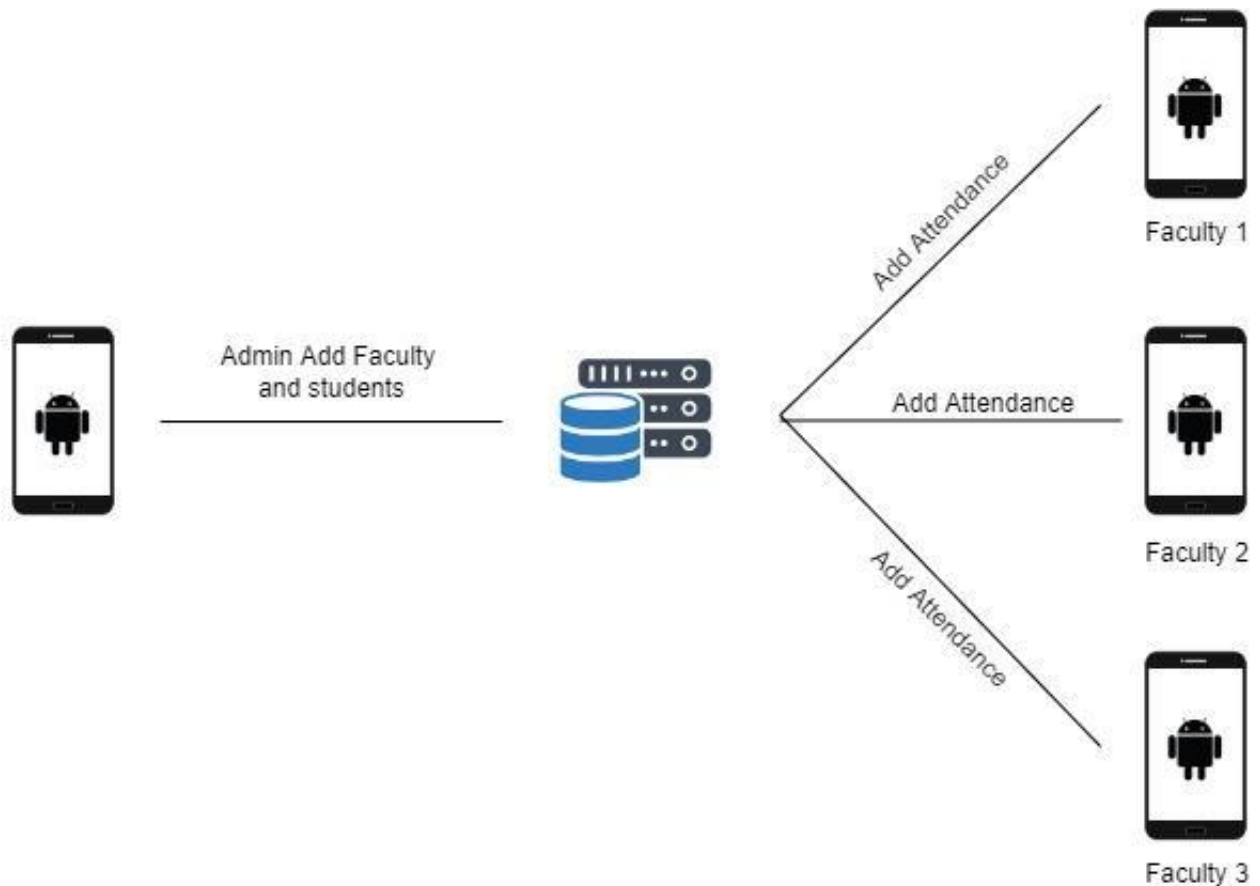 Add Attendance
Faculty 1
Admin Add Faculty
and students
Add Attendance
Faculty 2
Add Attendance
Faculty 3